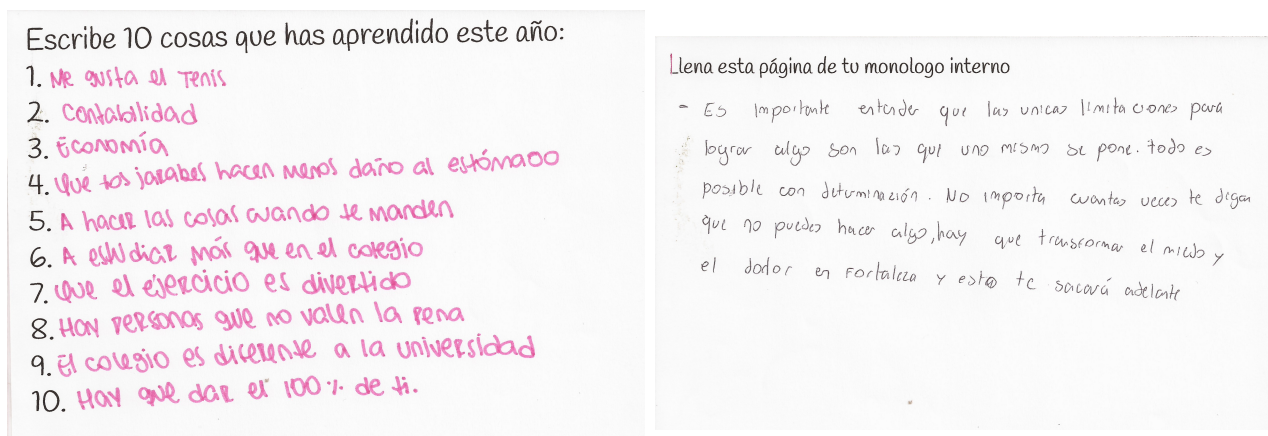 Escribe 10 cosas que has aprendido este año:
1. Me gusta el Tenis
2. Contabilidad
3. Economía
4. Que los jarabes hacen menos daño al estómago
5. A hacer las cosas cuando te manden
6. A estudiar más que en el colegio
7. Que el ejercicio es divertido
8. Hay personas que no valen la pena
9. El colegio es diferente a la universidad
10. Hay que dar el 100% de ti.
Llena esta página de tu monologo interno
- Es importante entender que las unicas limitaciones para
lograr algo son las que uno mismo se pone. todo es
posible con determinación. No importa cuantas veces te digan
que no puedes hacer algo, hay que transformar el miedo y
el dolor en fortaleza y esto te sacará adelante